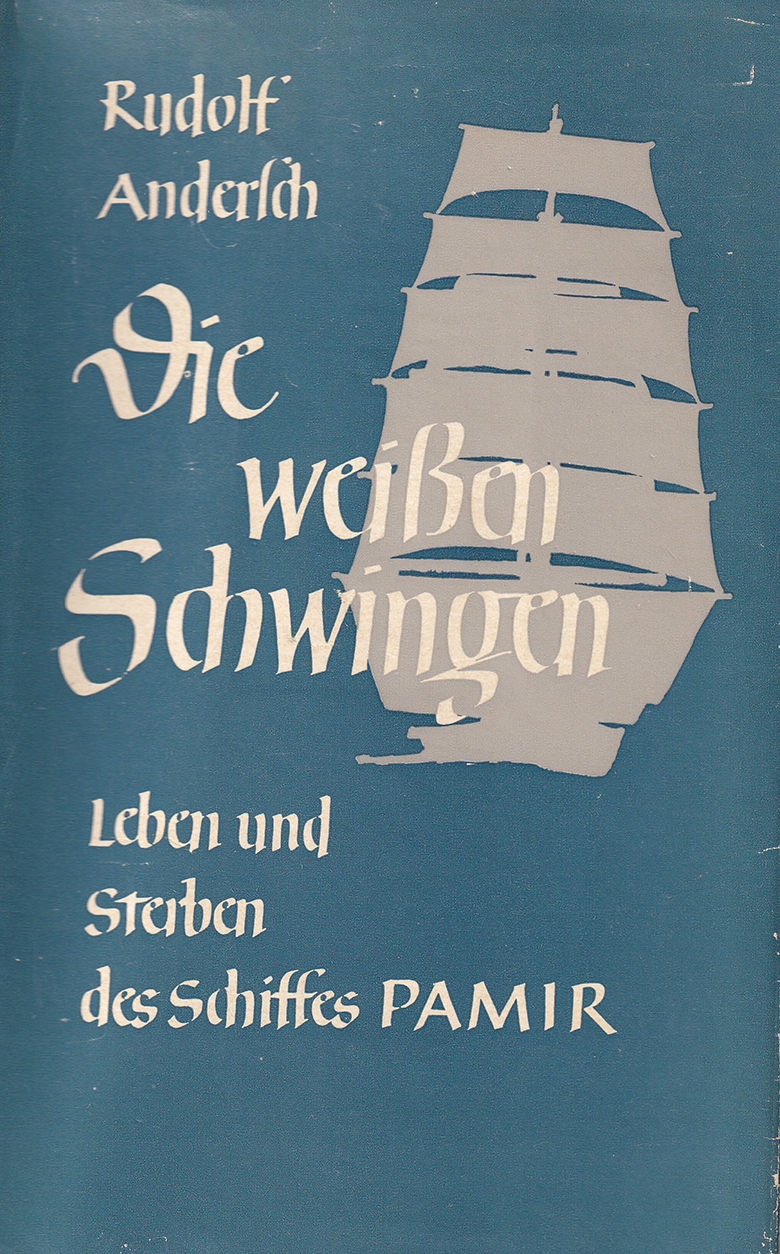 Rudolf
Andersch
Die
weißen
Schwingen
Leben und
Sterben
des Schiffes PAMIR